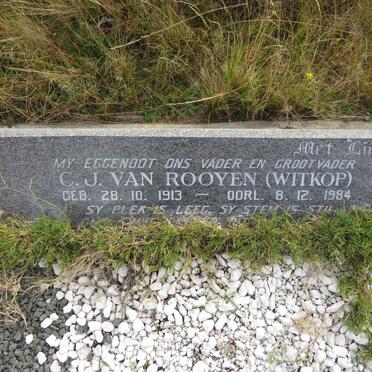 Met Li
MY EGGENOOT ONS VADER EN GROOTVADER
C. J. VAN ROOYEN (WITKOP)
GEB. 28. 10. 1913 — OORL. 8. 12. 1984
SY PLEK IS LEEG, SY STEM IS STIL